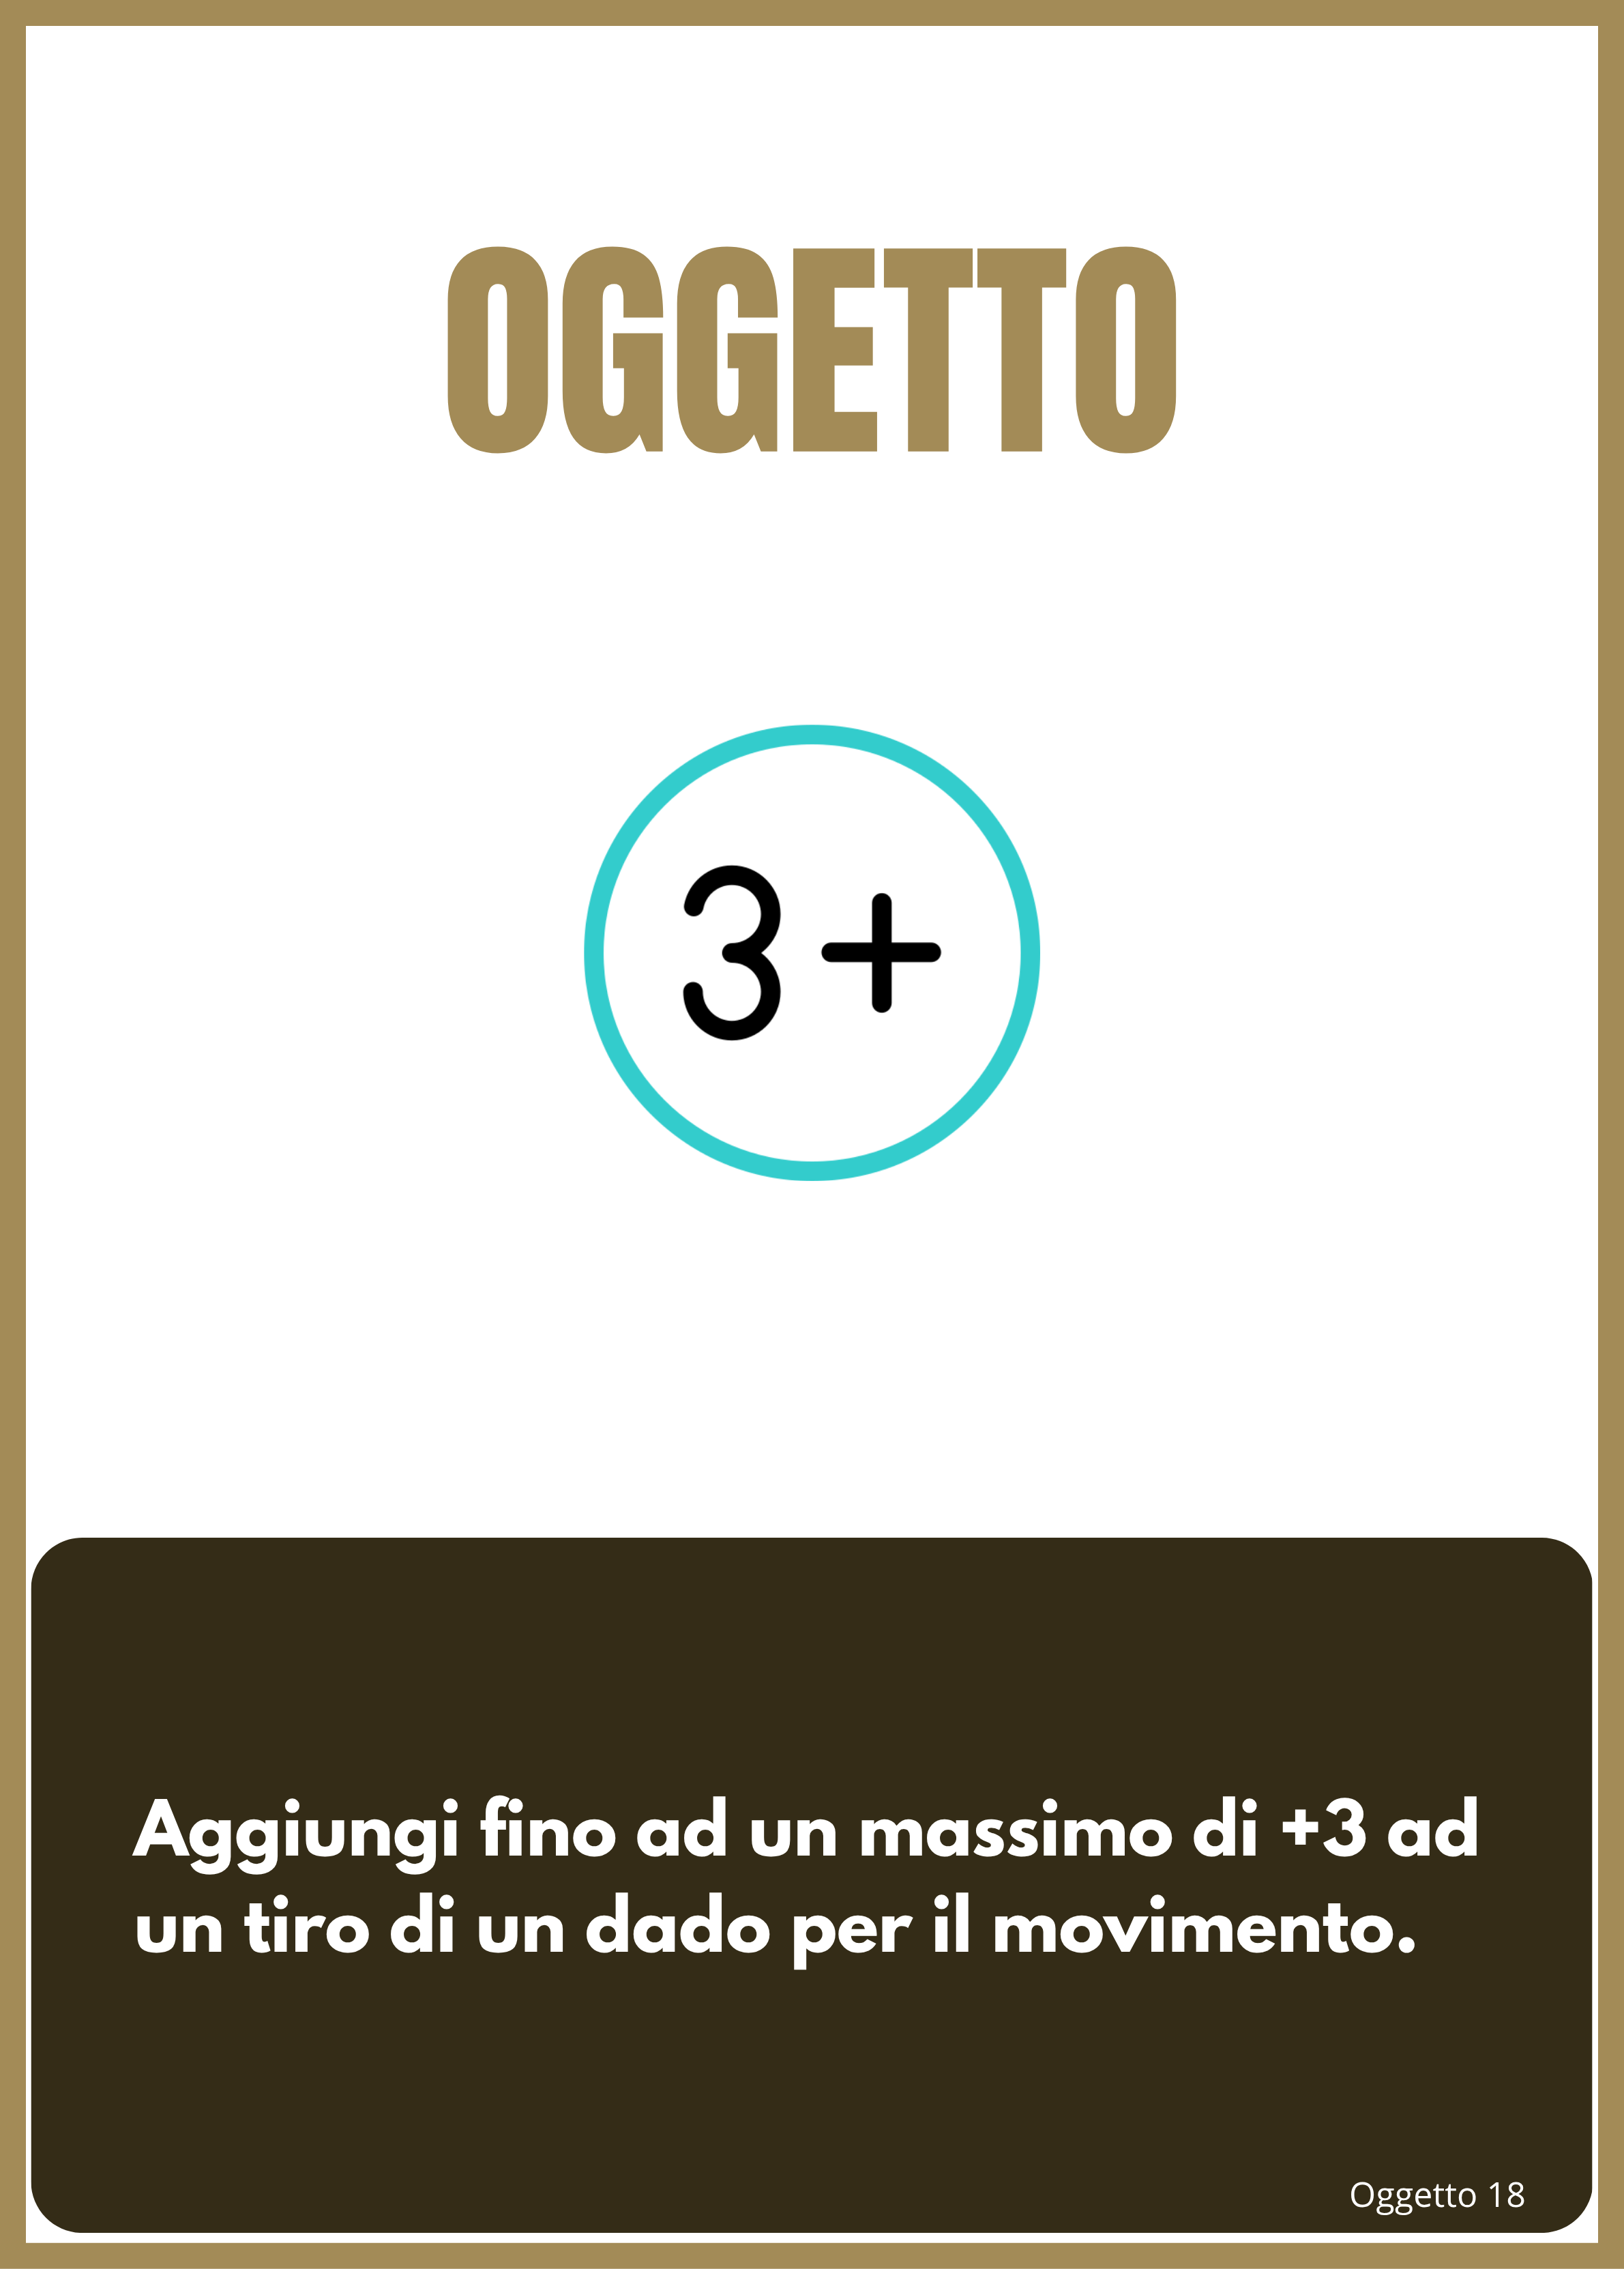 OGGETTO
3+
Aggiungi fino ad un massimo di +3 ad
un tiro di un dado per il movimento.
Oggetto 18